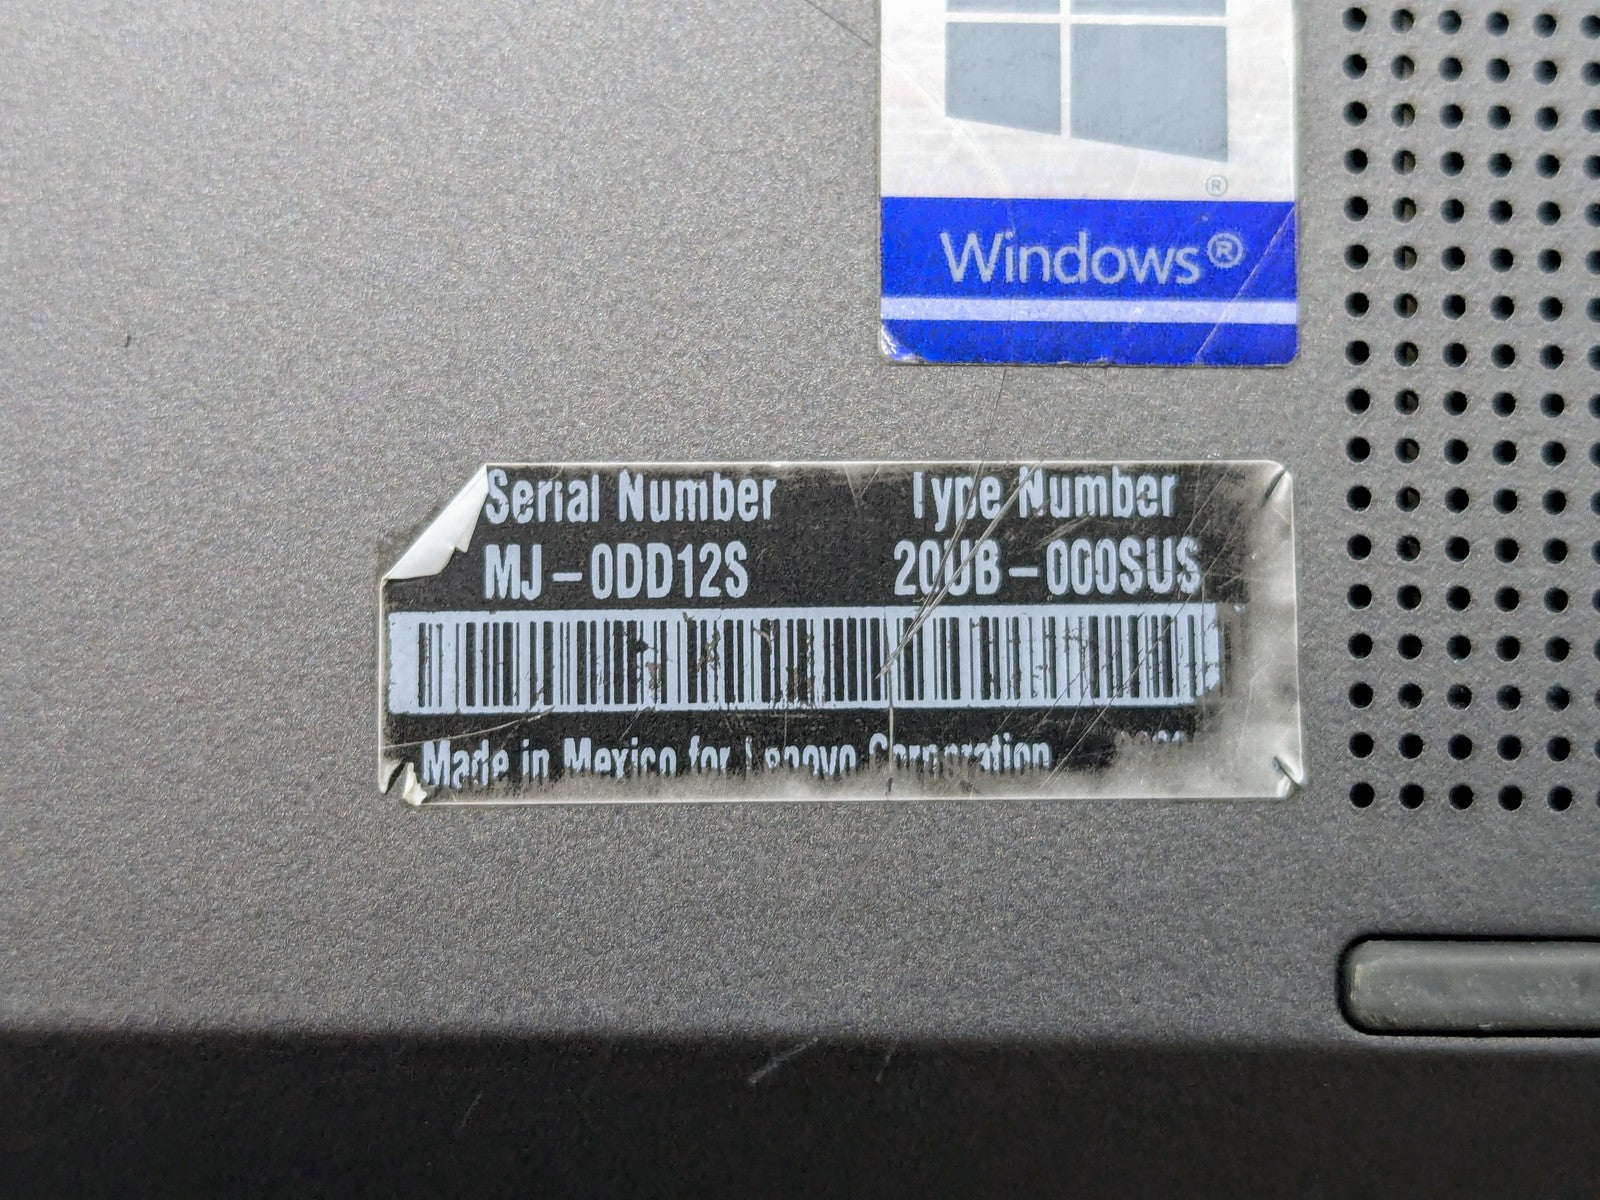 ®
Windows®
Serial Number Type Number
MJ-0DD12S 20UB-000SUS
Made in Mexico for Lenovo Corporation